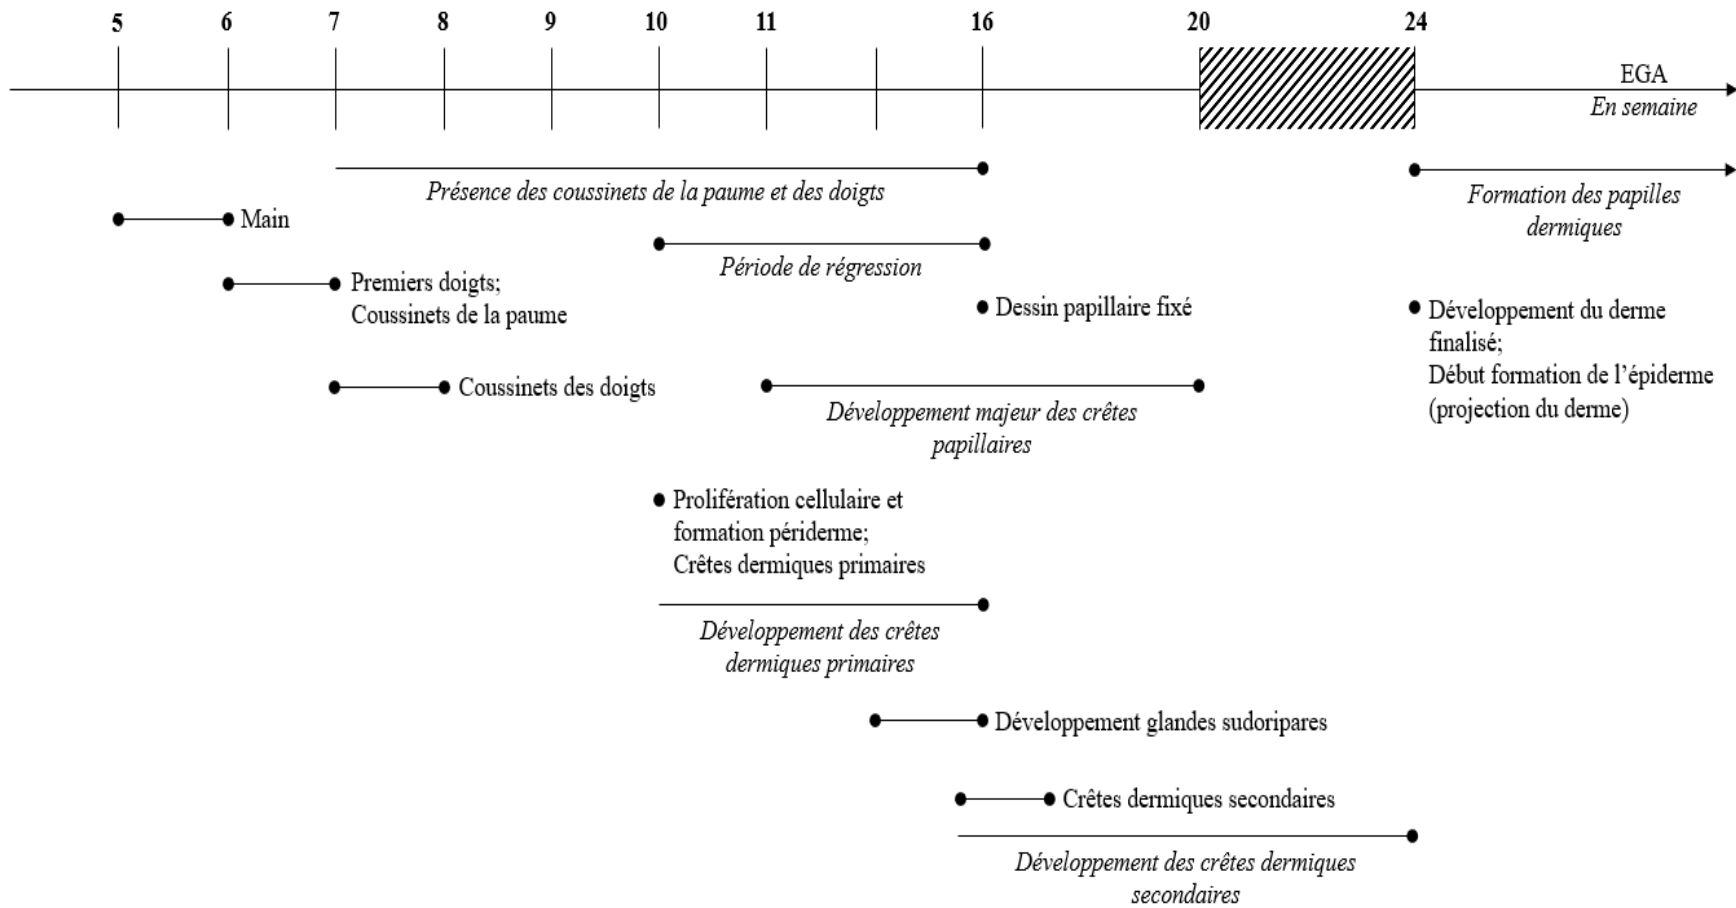 5 6 7 8 9 10 11 16 20 24
EGA
En semaine
Présence des coussinets de la paume et des doigts
Formation des papilles
dermiques
Main
Période de régression
Premiers doigts;
Coussinets de la paume
Dessin papillaire fixé
Développement du derme
finalisé;
Début formation de l’épiderme
(projection du derme)
Coussinets des doigts
Développement majeur des crêtes
papillaires
Prolifération cellulaire et
formation périderme;
Crêtes dermiques primaires
Développement des crêtes
dermiques primaires
Développement glandes sudoripares
Crêtes dermiques secondaires
Développement des crêtes dermiques
secondaires